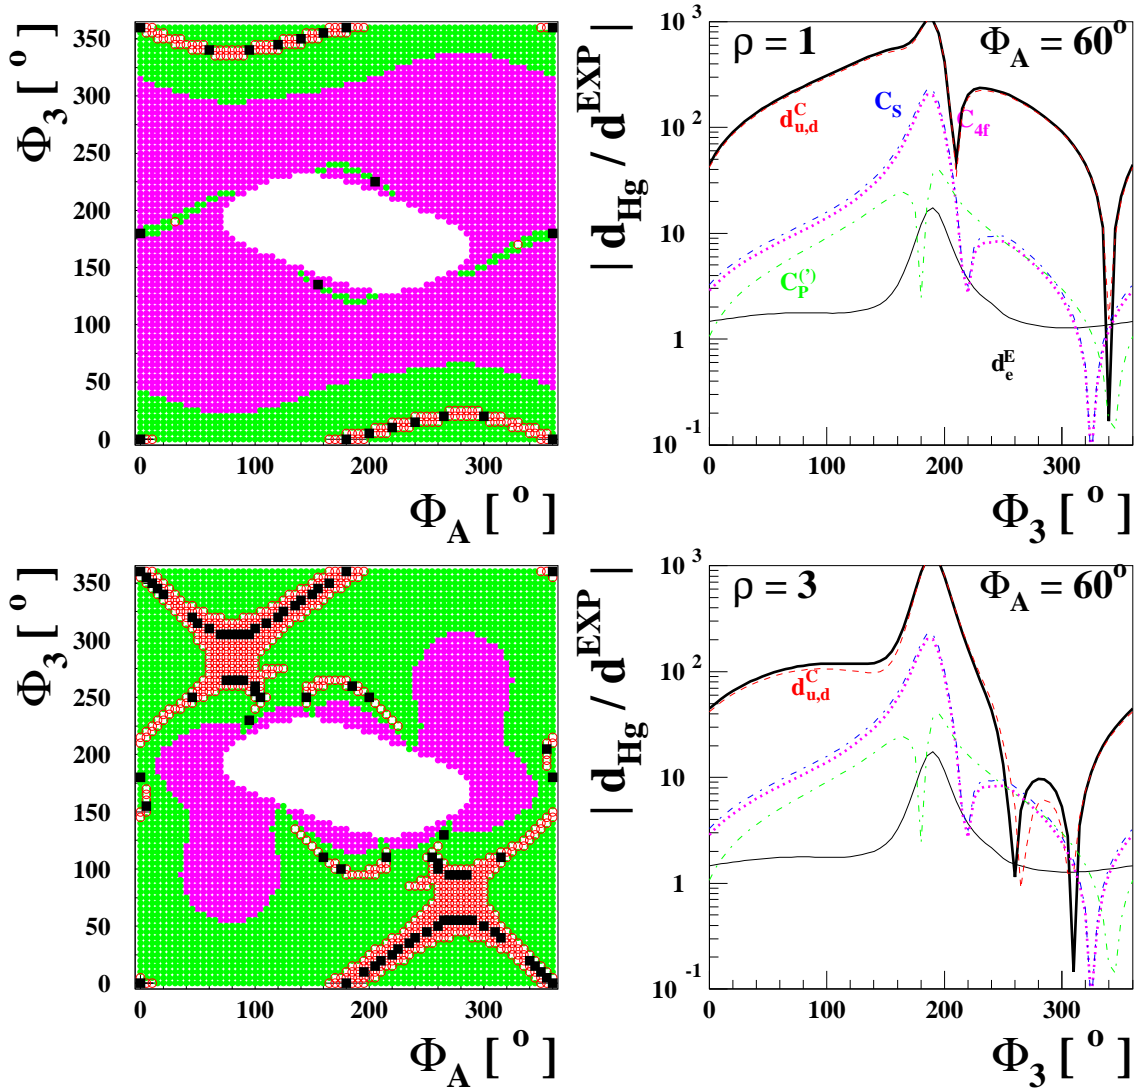 Φ3 [ o ]
350
300
250
200
150
100
50
0
0 100 200 300
ΦA [ o ]
| dHg / dEXP |
10 3
10 2
10
1
10 -1
ρ = 1 ΦA = 60o
dCu,d
CS
C4f
CP(')
dEe
0 100 200 300
Φ3 [ o ]
Φ3 [ o ]
350
300
250
200
150
100
50
0
0 100 200 300
ΦA [ o ]
| dHg / dEXP |
10 3
10 2
10
1
10 -1
ρ = 3 ΦA = 60o
dCu,d
0 100 200 300
Φ3 [ o ]